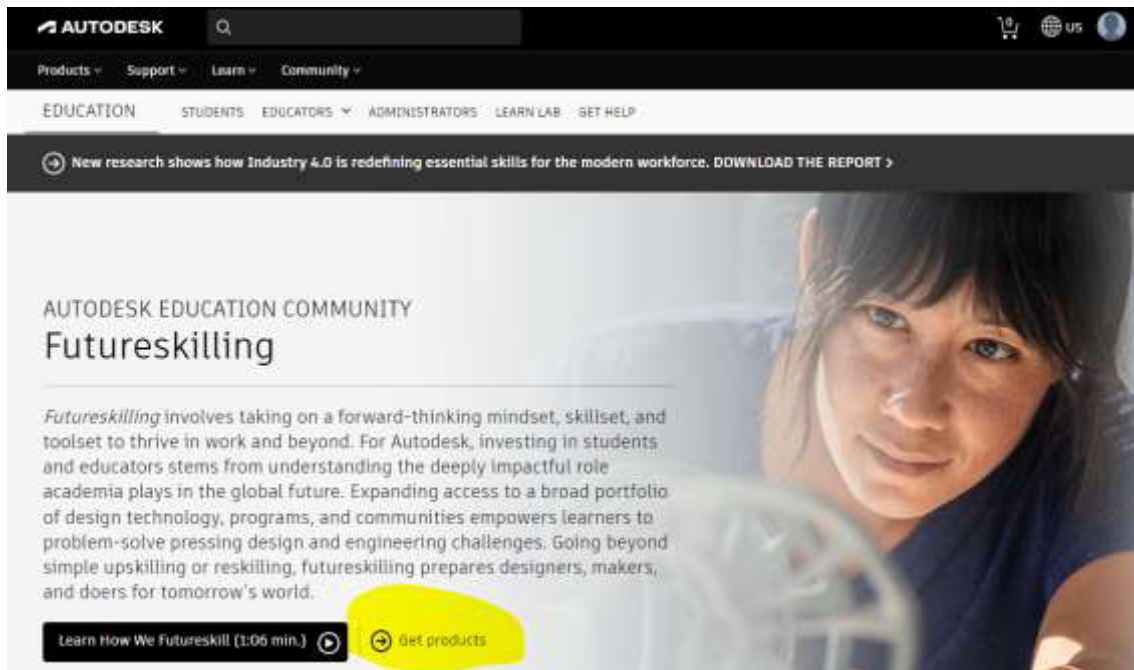 AUTODESK
0
US
Products
Support
Learn
Community
EDUCATION
STUDENTS
EDUCATORS
ADMINISTRATORS
LEARN LAB
GET HELP
New research shows how Industry 4.0 is redefining essential skills for the modern workforce. DOWNLOAD THE REPORT >
AUTODESK EDUCATION COMMUNITY
Futureskilling
Futureskilling involves taking on a forward-thinking mindset, skillset, and
toolset to thrive in work and beyond. For Autodesk, investing in students
and educators stems from understanding the deeply impactful role
academia plays in the global future. Expanding access to a broad portfolio
of design technology, programs, and communities empowers learners to
problem-solve pressing design and engineering challenges. Going beyond
simple upskilling or reskilling, futureskilling prepares designers, makers,
and doers for tomorrow's world.
Learn How We Futureskill (1:06 min.)
Get products